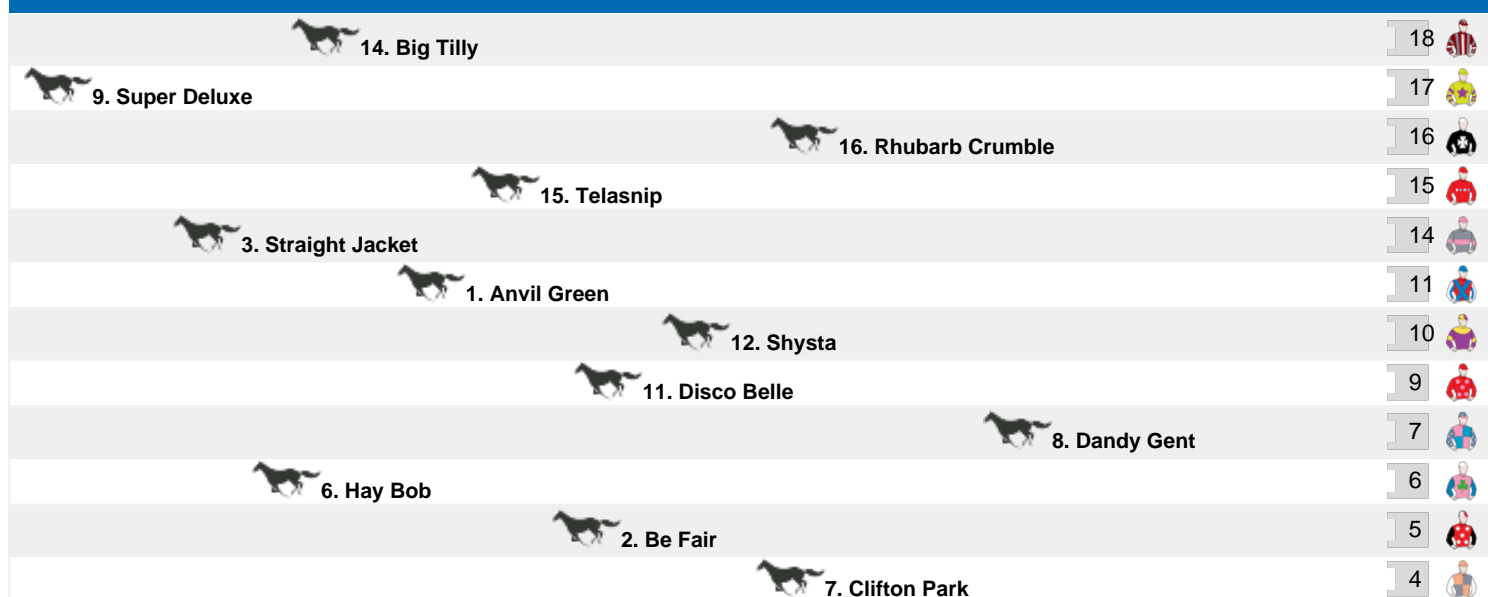 14. Big Tilly 18
9. Super Deluxe 17
16. Rhubarb Crumble 16
15. Telasnip 15
3. Straight Jacket 14
1. Anvil Green 11
12. Shysta 10
11. Disco Belle 9
8. Dandy Gent 7
6. Hay Bob 6
2. Be Fair 5
7. Clifton Park 4